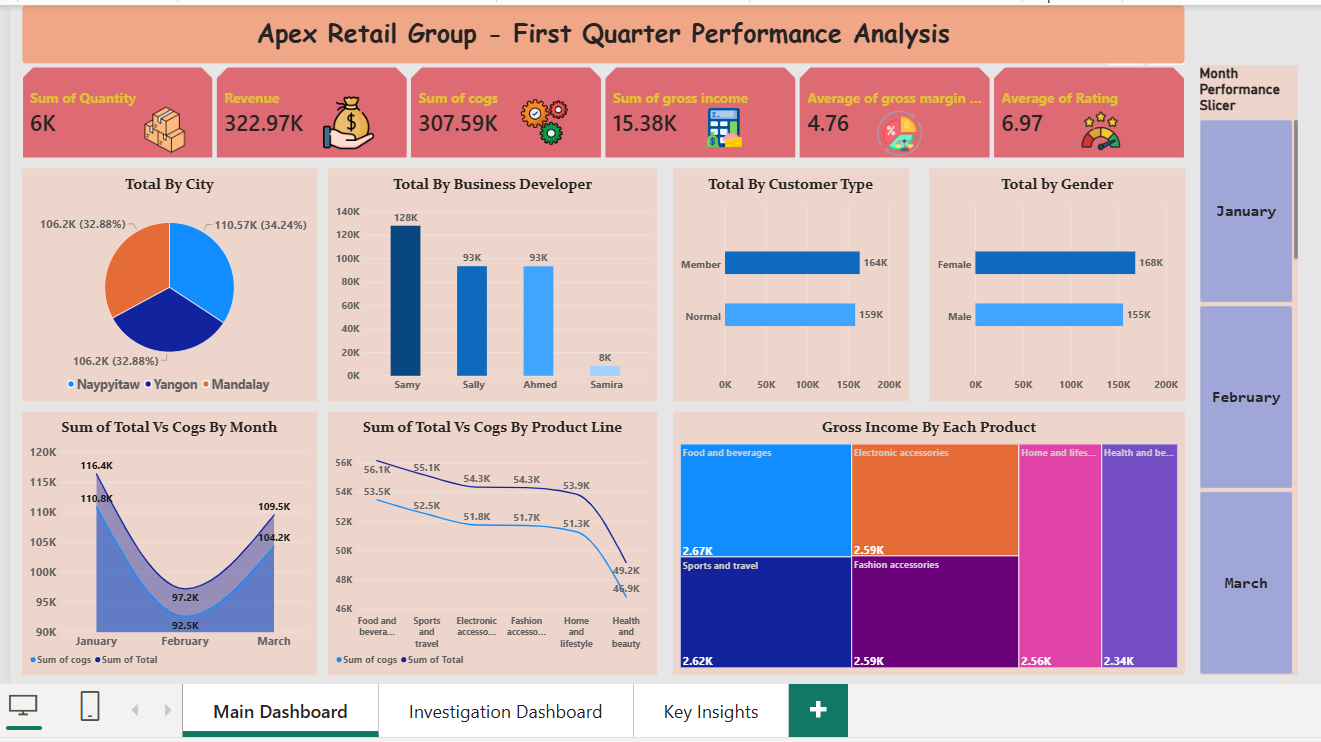 Apex Retail Group - First Quarter Performance Analysis
Sum of Quantity
6K
Revenue
322.97K
$
Sum of cogs
307.59K
Sum of gross income
15.38K
Average of gross margin ...
4.76
%
Average of Rating
6.97
Month
Performance
Slicer
January
February
March
Total By City
106.2K (32.88%)
110.57K (34.24%)
106.2K (32.88%)
Naypyitaw Yangon Mandalay
Total By Business Developer
140K
120K
100K
80K
60K
40K
20K
0K
128K
93K
93K
8K
Samy Sally Ahmed Samira
Total By Customer Type
Member 164K
Normal 159K
0K 50K 100K 150K 200K
Total by Gender
Female 168K
Male 155K
0K 50K 100K 150K 200K
Sum of Total Vs Cogs By Month
120K
115K
110K
105K
100K
95K
90K
116.4K
110.8K
97.2K
92.5K
109.5K
104.2K
January February March
Sum of cogs Sum of Total
Sum of Total Vs Cogs By Product Line
56K
54K
52K
50K
48K
46K
56.1K 55.1K 54.3K 54.3K 53.9K 49.2K
53.5K 52.5K 51.8K 51.7K 51.3K 46.9K
Food and
bevera...
Sports
and
travel
Electronic
accesso...
Fashion
accesso...
Home
and
lifestyle
Health
and
beauty
Sum of cogs Sum of Total
Gross Income By Each Product
Food and beverages
2.67K
Sports and travel
2.62K
Electronic accessories
2.59K
Fashion accessories
2.59K
Home and lifes...
2.56K
Health and be...
2.34K
Main Dashboard Investigation Dashboard Key Insights +